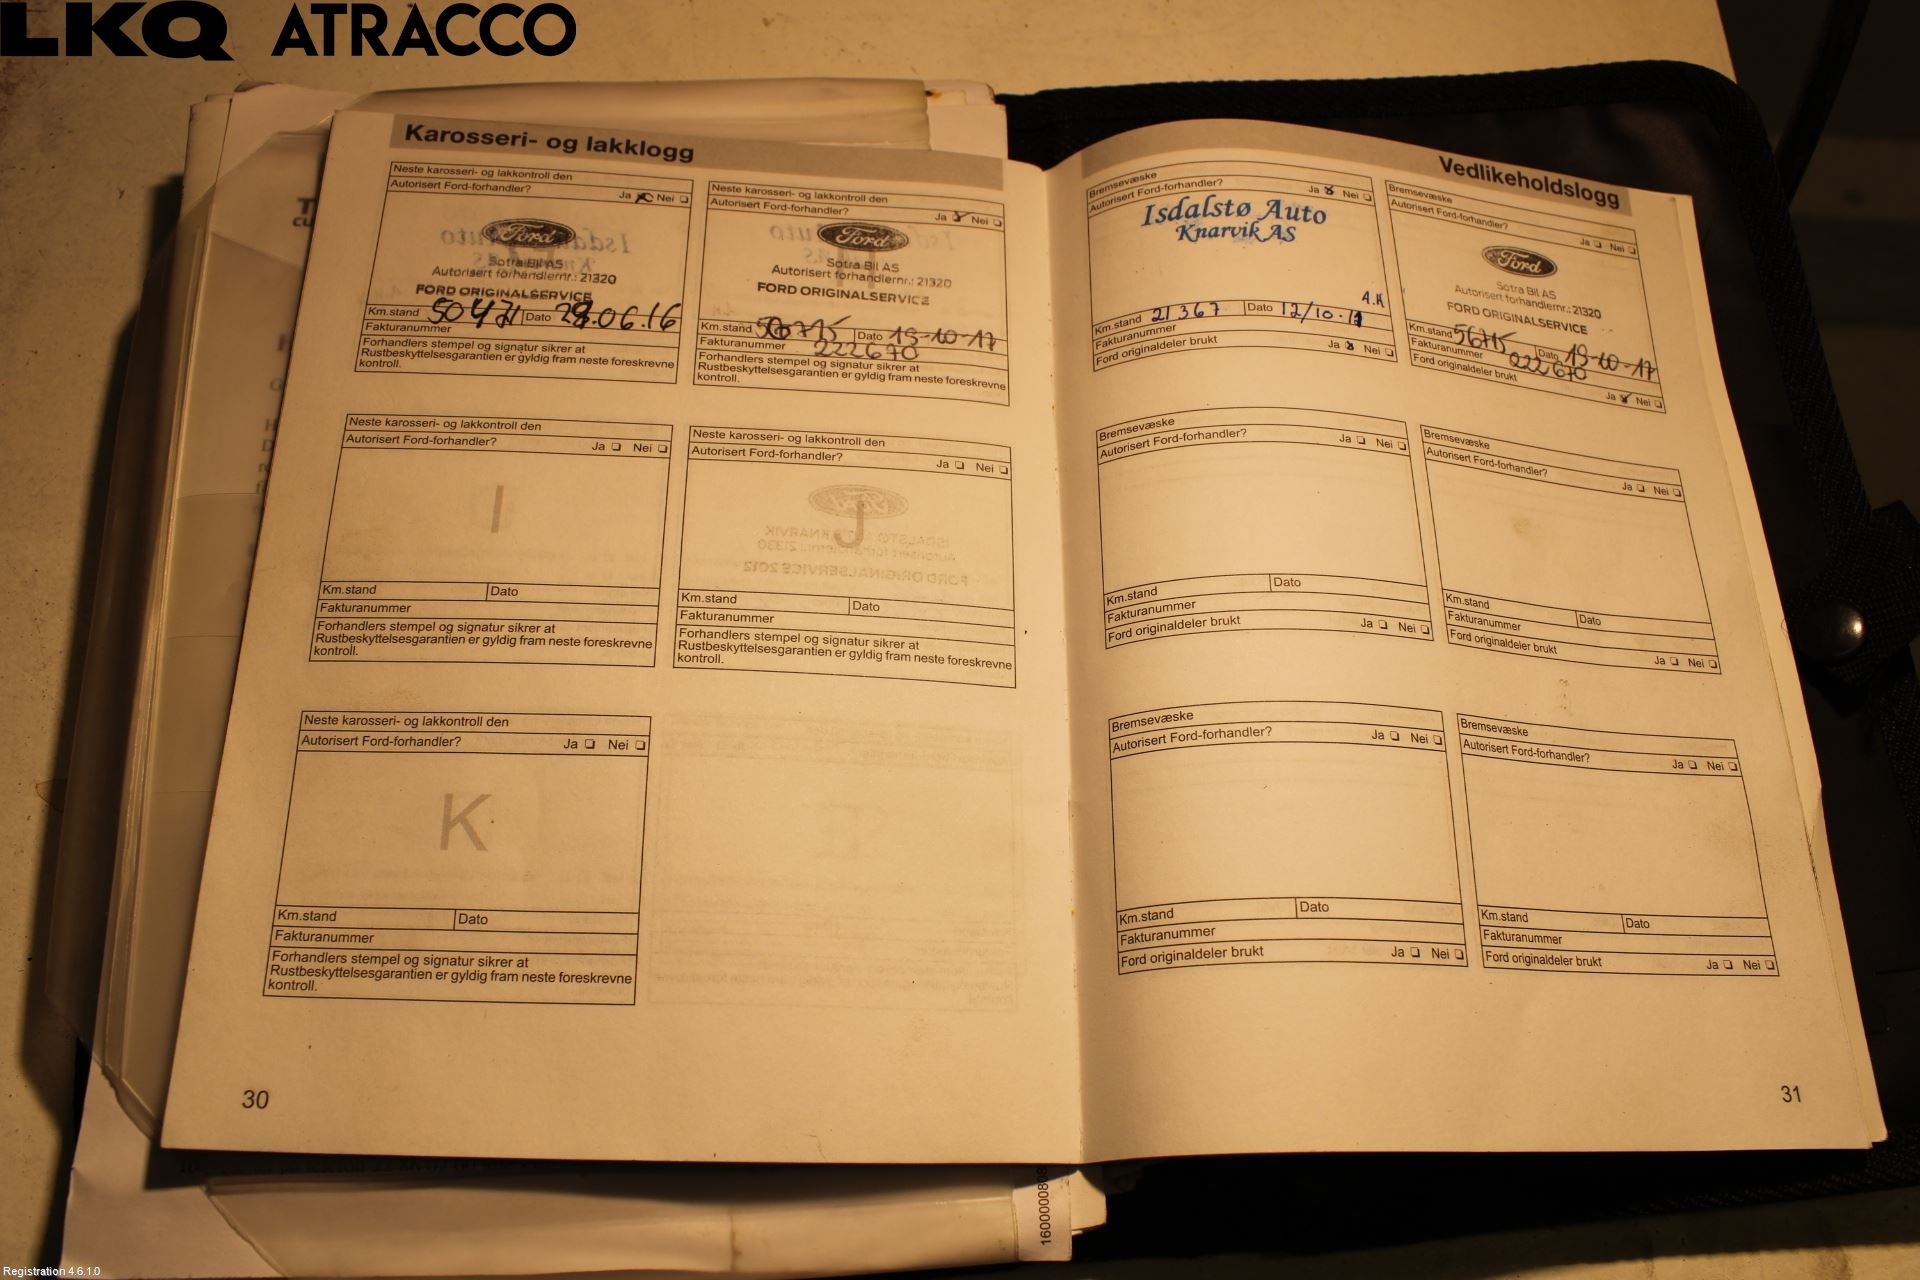 LKQ ATRACCO
Karosseri- og lakklogg
Neste karosseri- og lakkontroll den
Autorisert Ford-forhandler? Ja Nei
Ford
Sotra Bil AS
Autorisert forhandlernr.: 21320
FORD ORIGINALSERVICE
Km.stand 50471 Dato 28.06.16
Fakturanummer
Forhandlers stempel og signatur sikrer at
Rustbeskyttelsesgarantien er gyldig fram neste foreskrevne
kontroll.
Neste karosseri- og lakkontroll den
Autorisert Ford-forhandler? Ja Nei
Ford
Sotra Bil AS
Autorisert forhandlernr.: 21320
FORD ORIGINALSERVICE
Km.stand 56715 Dato 19-10-17
Fakturanummer 222670
Forhandlers stempel og signatur sikrer at
Rustbeskyttelsesgarantien er gyldig fram neste foreskrevne
kontroll.
Neste karosseri- og lakkontroll den
Autorisert Ford-forhandler? Ja Nei
I
Km.stand Dato
Fakturanummer
Forhandlers stempel og signatur sikrer at
Rustbeskyttelsesgarantien er gyldig fram neste foreskrevne
kontroll.
Neste karosseri- og lakkontroll den
Autorisert Ford-forhandler? Ja Nei
J
Km.stand Dato
Fakturanummer
Forhandlers stempel og signatur sikrer at
Rustbeskyttelsesgarantien er gyldig fram neste foreskrevne
kontroll.
Neste karosseri- og lakkontroll den
Autorisert Ford-forhandler? Ja Nei
K
Km.stand Dato
Fakturanummer
Forhandlers stempel og signatur sikrer at
Rustbeskyttelsesgarantien er gyldig fram neste foreskrevne
kontroll.
30
Vedlikeholdslogg
Bremsevæske
Autorisert Ford-forhandler? Ja Nei
Isdalstø Auto
Knarvik AS
A.K
Km.stand 21367 Dato 12/10-11
Fakturanummer
Ford originaldeler brukt Ja Nei
Bremsevæske
Autorisert Ford-forhandler? Ja Nei
Ford
Sotra Bil AS
Autorisert forhandlernr.: 21320
FORD ORIGINALSERVICE
Km.stand 56715 Dato 19-10-17
Fakturanummer 222670
Ford originaldeler brukt Ja Nei
Bremsevæske
Autorisert Ford-forhandler? Ja Nei
Km.stand Dato
Fakturanummer
Ford originaldeler brukt Ja Nei
Bremsevæske
Autorisert Ford-forhandler? Ja Nei
Km.stand Dato
Fakturanummer
Ford originaldeler brukt Ja Nei
Bremsevæske
Autorisert Ford-forhandler? Ja Nei
Km.stand Dato
Fakturanummer
Ford originaldeler brukt Ja Nei
Bremsevæske
Autorisert Ford-forhandler? Ja Nei
Km.stand Dato
Fakturanummer
Ford originaldeler brukt Ja Nei
31
Registration 4.6.1.0